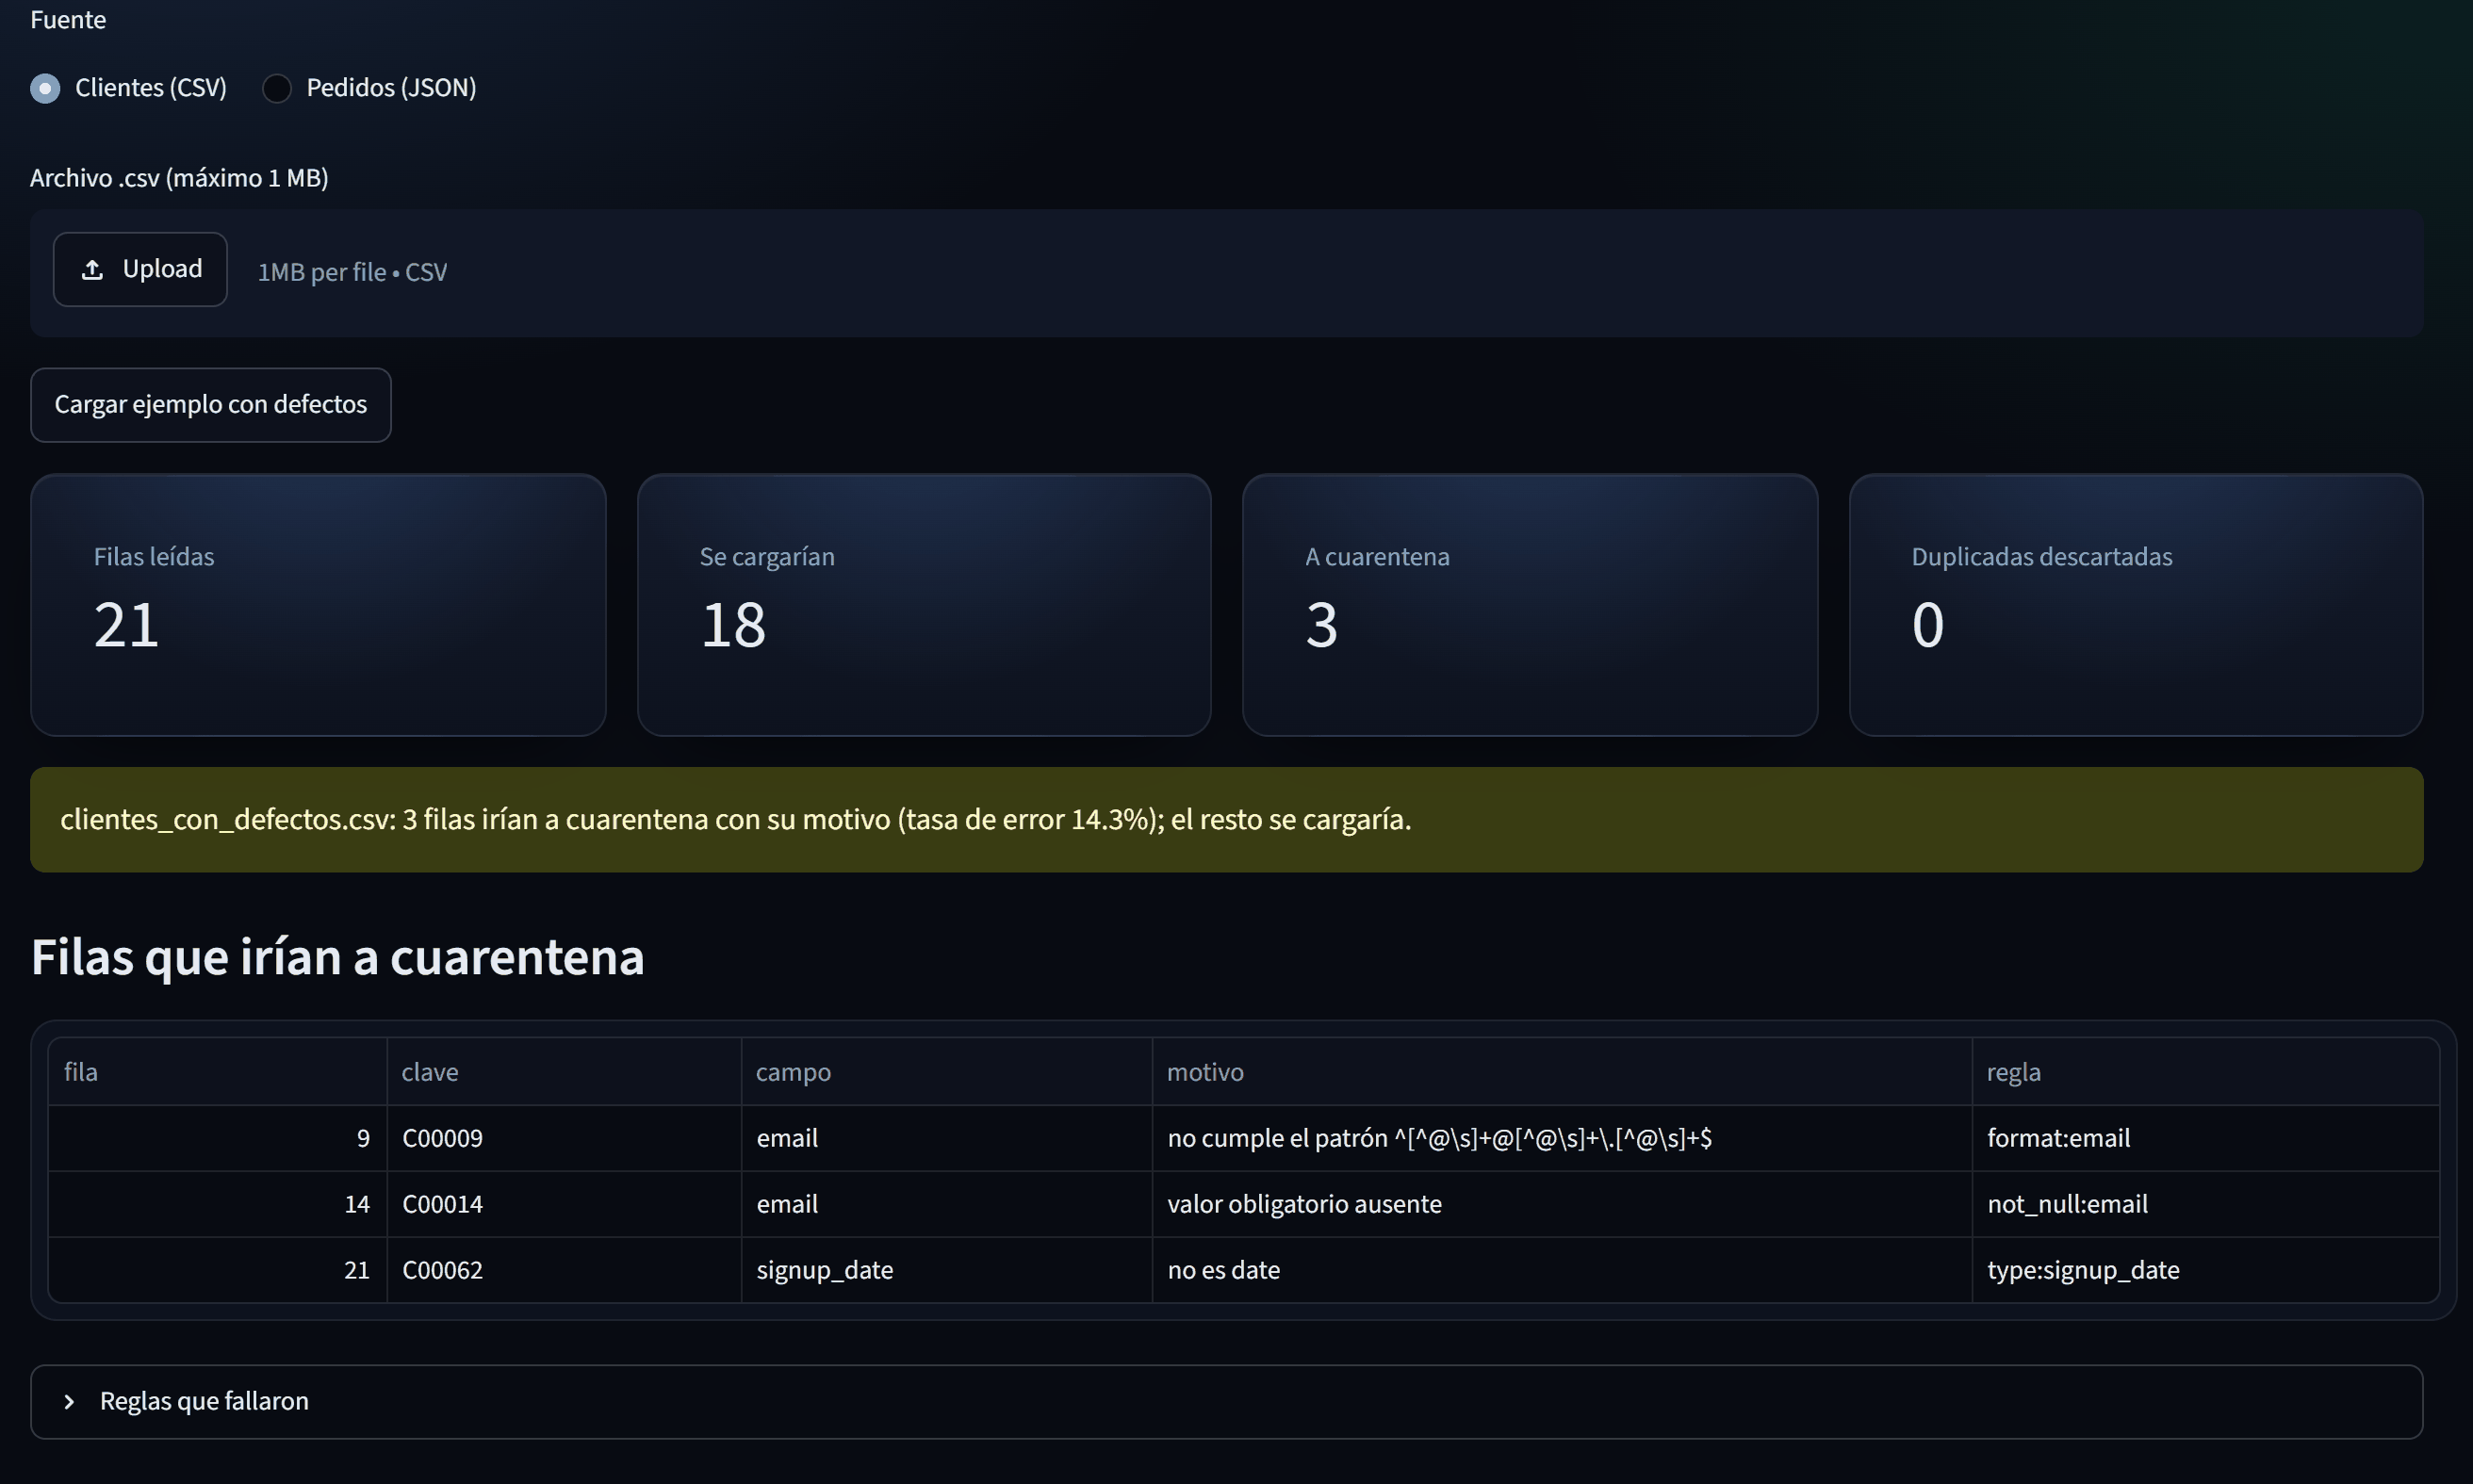 Fuente
Clientes (CSV) Pedidos (JSON)
Archivo .csv (máximo 1 MB)
Upload 1MB per file • CSV
Cargar ejemplo con defectos
Filas leídas Se cargarían A cuarentena Duplicadas descartadas
21 18 3 0
clientes_con_defectos.csv: 3 filas irían a cuarentena con su motivo (tasa de error 14.3%); el resto se cargaría.
Filas que irían a cuarentena
fila clave campo motivo regla
9 C00009 email no cumple el patrón ^[^@\s]+@[^@\s]+\.[^@\s]+$ format:email
14 C00014 email valor obligatorio ausente not_null:email
21 C00062 signup_date no es date type:signup_date
Reglas que fallaron